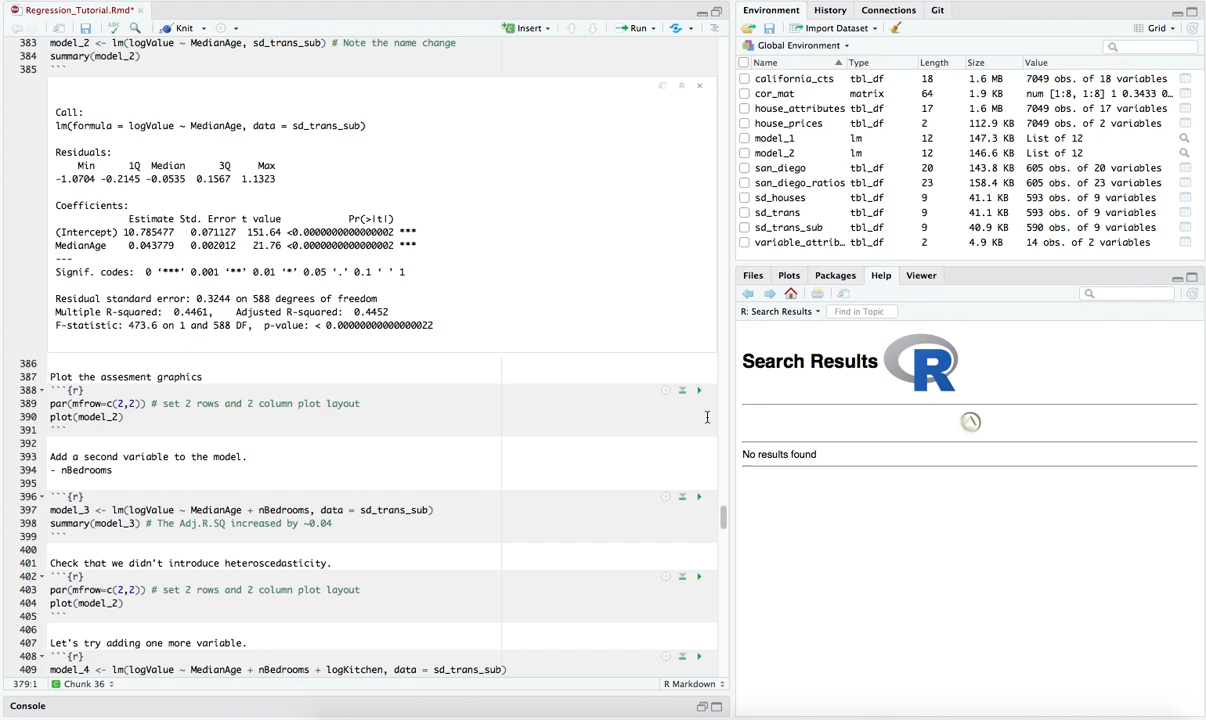 Regression_Tutorial.Rmd*
Knit Insert Run
383 model_2 <- lm(logValue ~ MedianAge, sd_trans_sub) # Note the name change
384 summary(model_2)
385 ```
Call:
lm(formula = logValue ~ MedianAge, data = sd_trans_sub)
Residuals:
Min 1Q Median 3Q Max
-1.0704 -0.2145 -0.0535 0.1567 1.1323
Coefficients:
Estimate Std. Error t value Pr(>|t|)
(Intercept) 10.785477 0.071127 151.64 <0.0000000000000002 ***
MedianAge 0.043779 0.002012 21.76 <0.0000000000000002 ***
---
Signif. codes: 0 ‘***’ 0.001 ‘**’ 0.01 ‘*’ 0.05 ‘.’ 0.1 ‘ ’ 1
Residual standard error: 0.3244 on 588 degrees of freedom
Multiple R-squared: 0.4461, Adjusted R-squared: 0.4452
F-statistic: 473.6 on 1 and 588 DF, p-value: < 0.00000000000000022
386
387 Plot the assesment graphics
388 ```{r}
389 par(mfrow=c(2,2)) # set 2 rows and 2 column plot layout
390 plot(model_2)
391 ```
392
393 Add a second variable to the model.
394 - nBedrooms
395
396 ```{r}
397 model_3 <- lm(logValue ~ MedianAge + nBedrooms, data = sd_trans_sub)
398 summary(model_3) # The Adj.R.SQ increased by ~0.04
399 ```
400
401 Check that we didn't introduce heteroscedasticity.
402 ```{r}
403 par(mfrow=c(2,2)) # set 2 rows and 2 column plot layout
404 plot(model_2)
405 ```
406
407 Let's try adding one more variable.
408 ```{r}
409 model_4 <- lm(logValue ~ MedianAge + nBedrooms + logKitchen, data = sd_trans_sub)
379:1 Chunk 36 R Markdown
Console
Environment History Connections Git
Import Dataset Grid
Global Environment
Name Type Length Size Value
california_cts tbl_df 18 1.6 MB 7049 obs. of 18 variables
cor_mat matrix 64 1.9 KB num [1:8, 1:8] 1 0.3433 0…
house_attributes tbl_df 17 1.6 MB 7049 obs. of 17 variables
house_prices tbl_df 2 112.9 KB 7049 obs. of 2 variables
model_1 lm 12 147.3 KB List of 12
model_2 lm 12 146.6 KB List of 12
san_diego tbl_df 20 143.8 KB 605 obs. of 20 variables
san_diego_ratios tbl_df 23 158.4 KB 605 obs. of 23 variables
sd_houses tbl_df 9 41.1 KB 593 obs. of 9 variables
sd_trans tbl_df 9 41.1 KB 593 obs. of 9 variables
sd_trans_sub tbl_df 9 40.9 KB 590 obs. of 9 variables
variable_attrib… tbl_df 2 4.9 KB 14 obs. of 2 variables
Files Plots Packages Help Viewer
R: Search Results Find in Topic
Search Results R
No results found